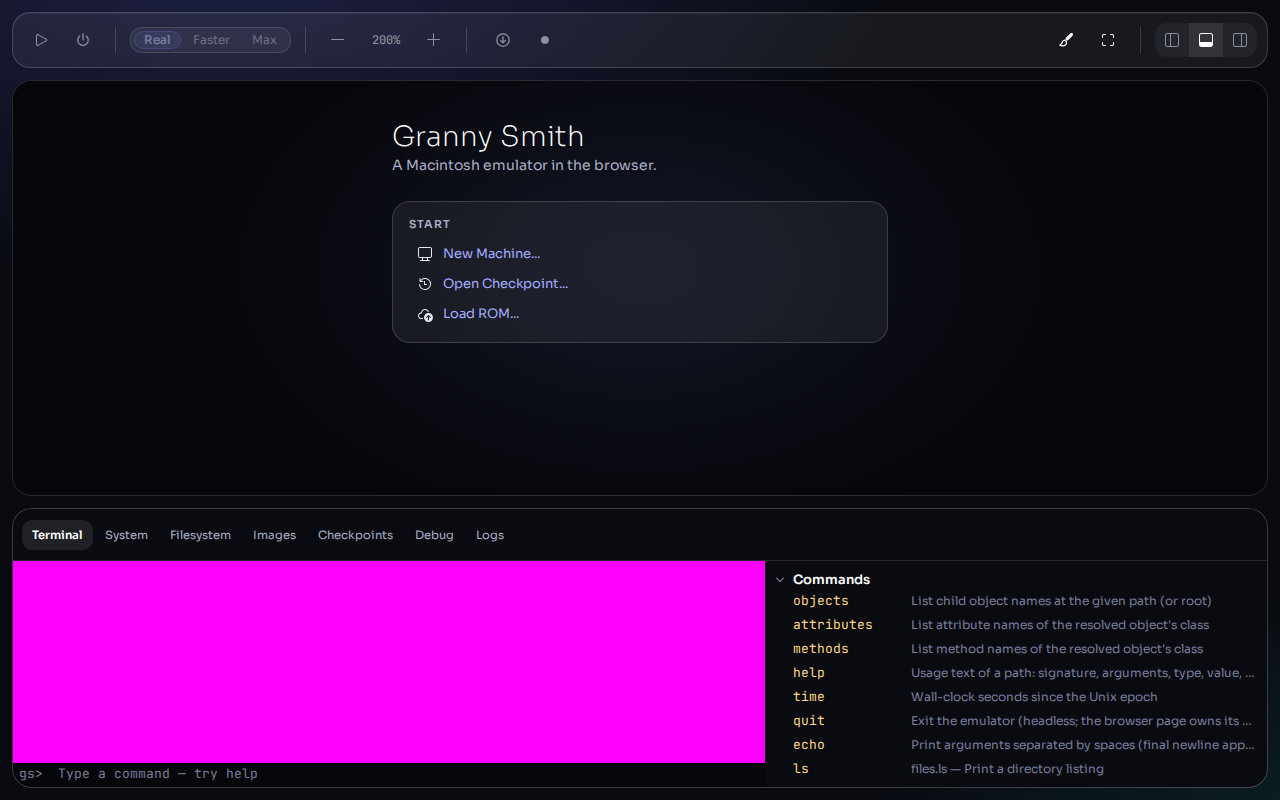 Real Faster Max 200%
Granny Smith
A Macintosh emulator in the browser.
START
New Machine...
Open Checkpoint...
Load ROM...
Terminal System Filesystem Images Checkpoints Debug Logs
Commands
objects List child object names at the given path (or root)
attributes List attribute names of the resolved object's class
methods List method names of the resolved object's class
help Usage text of a path: signature, arguments, type, value, ...
time Wall-clock seconds since the Unix epoch
quit Exit the emulator (headless; the browser page owns its ...
echo Print arguments separated by spaces (final newline app...
ls files.ls — Print a directory listing
gs> Type a command — try help